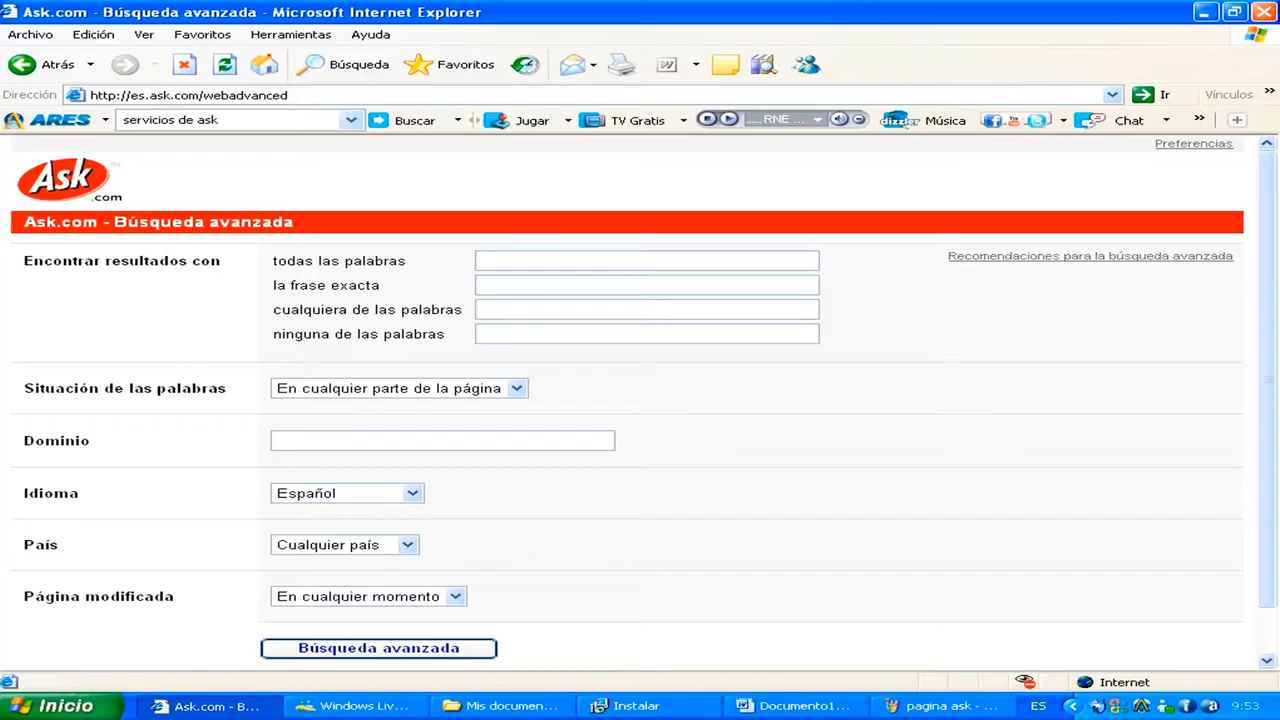 Ask.com - Búsqueda avanzada - Microsoft Internet Explorer
Archivo Edición Ver Favoritos Herramientas Ayuda
Atrás Búsqueda Favoritos
Dirección http://es.ask.com/webadvanced Ir Vínculos
ARES servicios de ask Buscar Jugar TV Gratis RNE ... dizzler Música Chat
Preferencias
Ask.com
Ask.com - Búsqueda avanzada
Encontrar resultados con todas las palabras Recomendaciones para la búsqueda avanzada
la frase exacta
cualquiera de las palabras
ninguna de las palabras
Situación de las palabras En cualquier parte de la página
Dominio
Idioma Español
País Cualquier país
Página modificada En cualquier momento
Búsqueda avanzada
Internet
Inicio Ask.com - B... Windows Liv... Mis documen... Instalar Documento1... pagina ask - ... ES 9:53